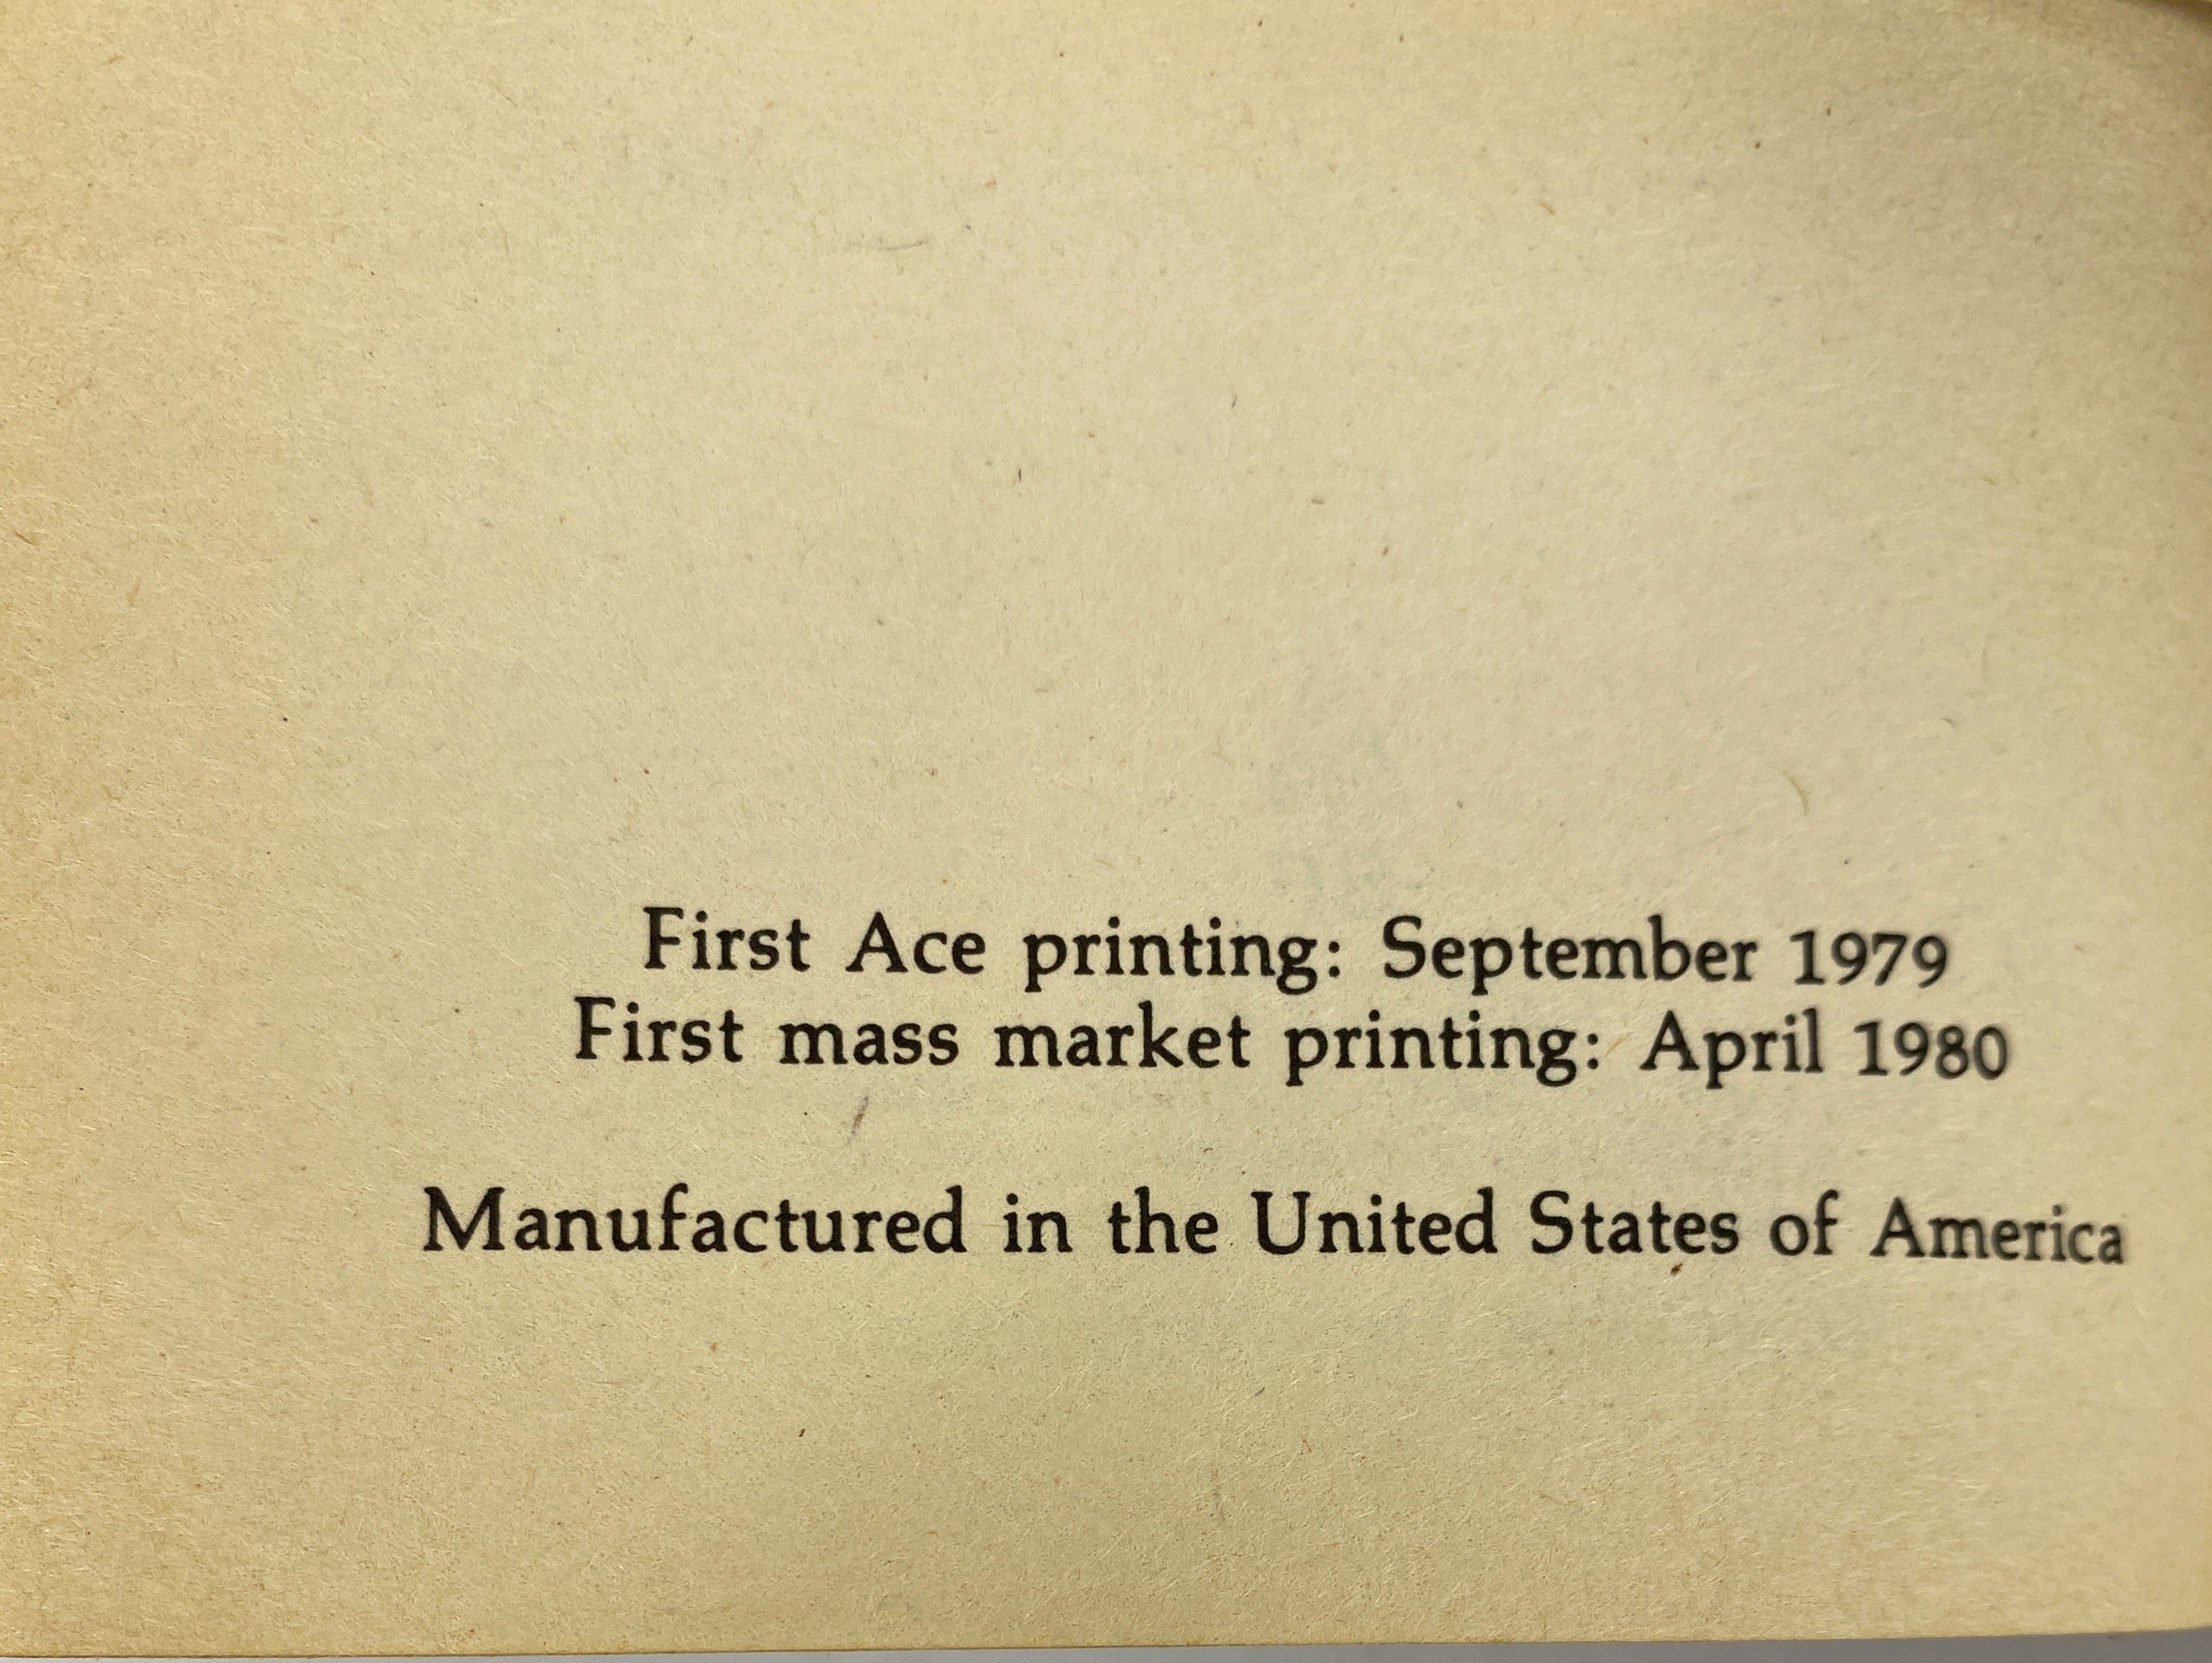 First Ace printing: September 1979
First mass market printing: April 1980
Manufactured in the United States of America